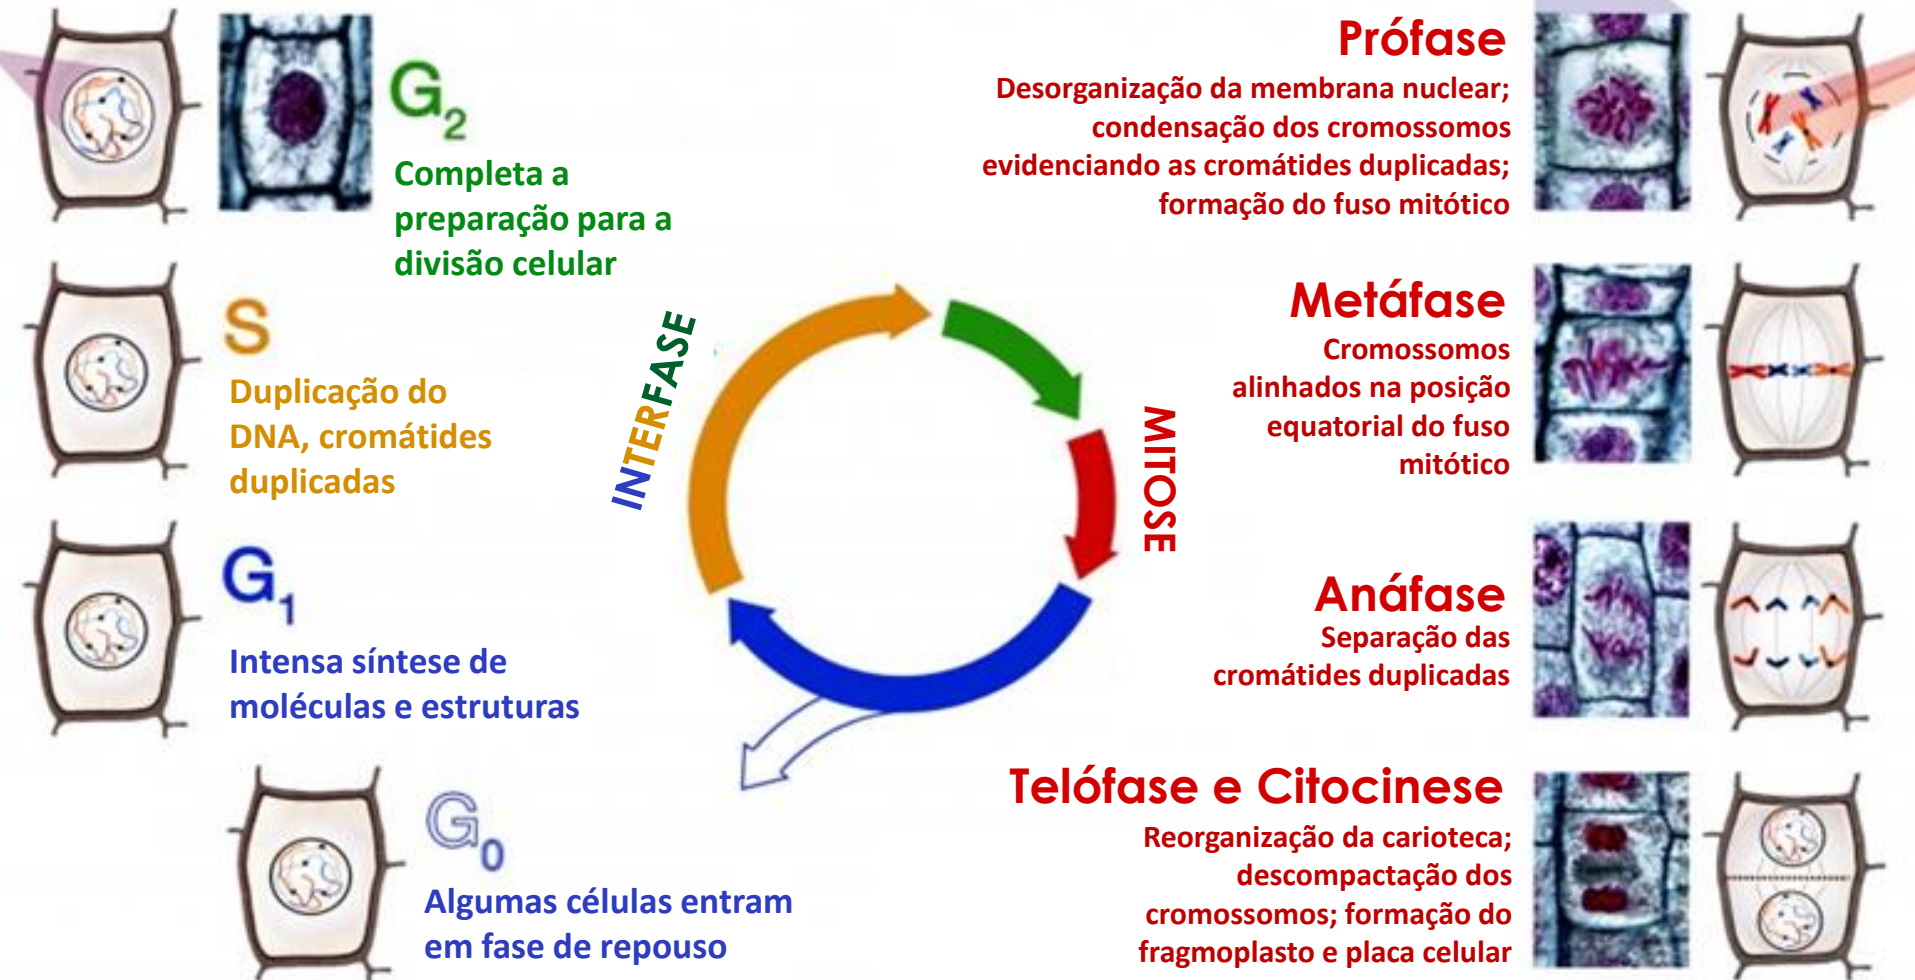 G2
Completa a
preparação para a
divisão celular
S
Duplicação do
DNA, cromátides
duplicadas
G1
Intensa síntese de
moléculas e estruturas
G0
Algumas células entram
em fase de repouso
INTERFASE
MITOSE
Prófase
Desorganização da membrana nuclear;
condensação dos cromossomos
evidenciando as cromátides duplicadas;
formação do fuso mitótico
Metáfase
Cromossomos
alinhados na posição
equatorial do fuso
mitótico
Anáfase
Separação das
cromátides duplicadas
Telófase e Citocinese
Reorganização da carioteca;
descompactação dos
cromossomos; formação do
fragmoplasto e placa celular